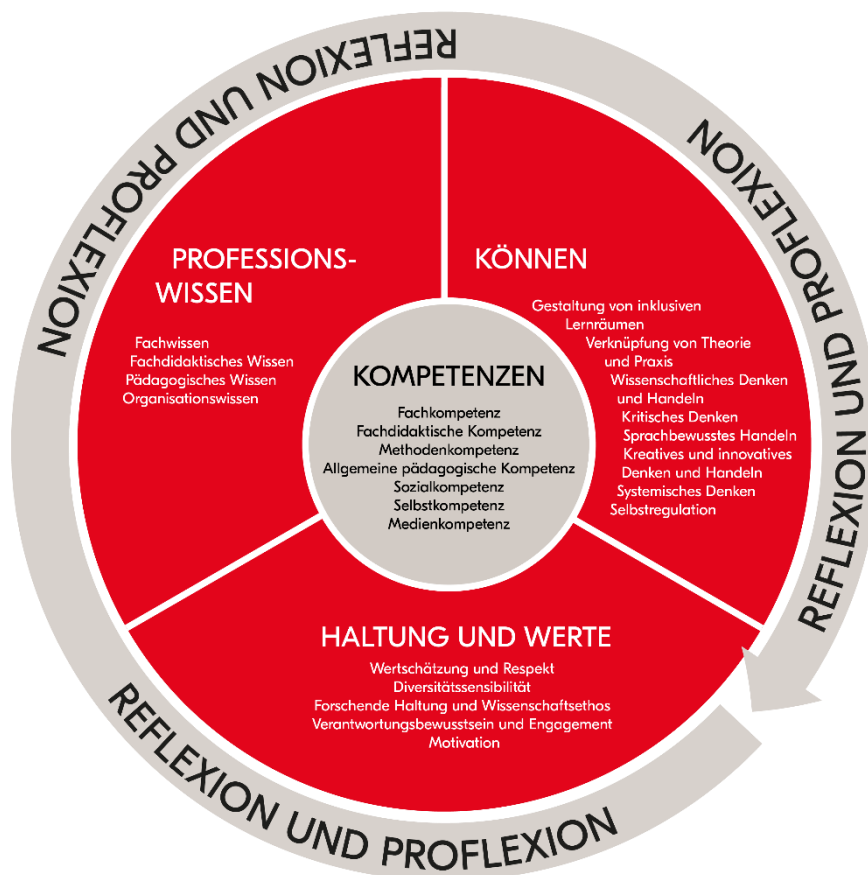 REFLEXION UND PROFLEXION
REFLEXION UND PROFLEXION
REFLEXION UND PROFLEXION
PROFESSIONS-
WISSEN
Fachwissen
Fachdidaktisches Wissen
Pädagogisches Wissen
Organisationswissen
KÖNNEN
Gestaltung von inklusiven
Lernräumen
Verknüpfung von Theorie
und Praxis
Wissenschaftliches Denken
und Handeln
Kritisches Denken
Sprachbewusstes Handeln
Kreatives und innovatives
Denken und Handeln
Systemisches Denken
Selbstregulation
KOMPETENZEN
Fachkompetenz
Fachdidaktische Kompetenz
Methodenkompetenz
Allgemeine pädagogische Kompetenz
Sozialkompetenz
Selbstkompetenz
Medienkompetenz
HALTUNG UND WERTE
Wertschätzung und Respekt
Diversitätssensibilität
Forschende Haltung und Wissenschaftsethos
Verantwortungsbewusstsein und Engagement
Motivation